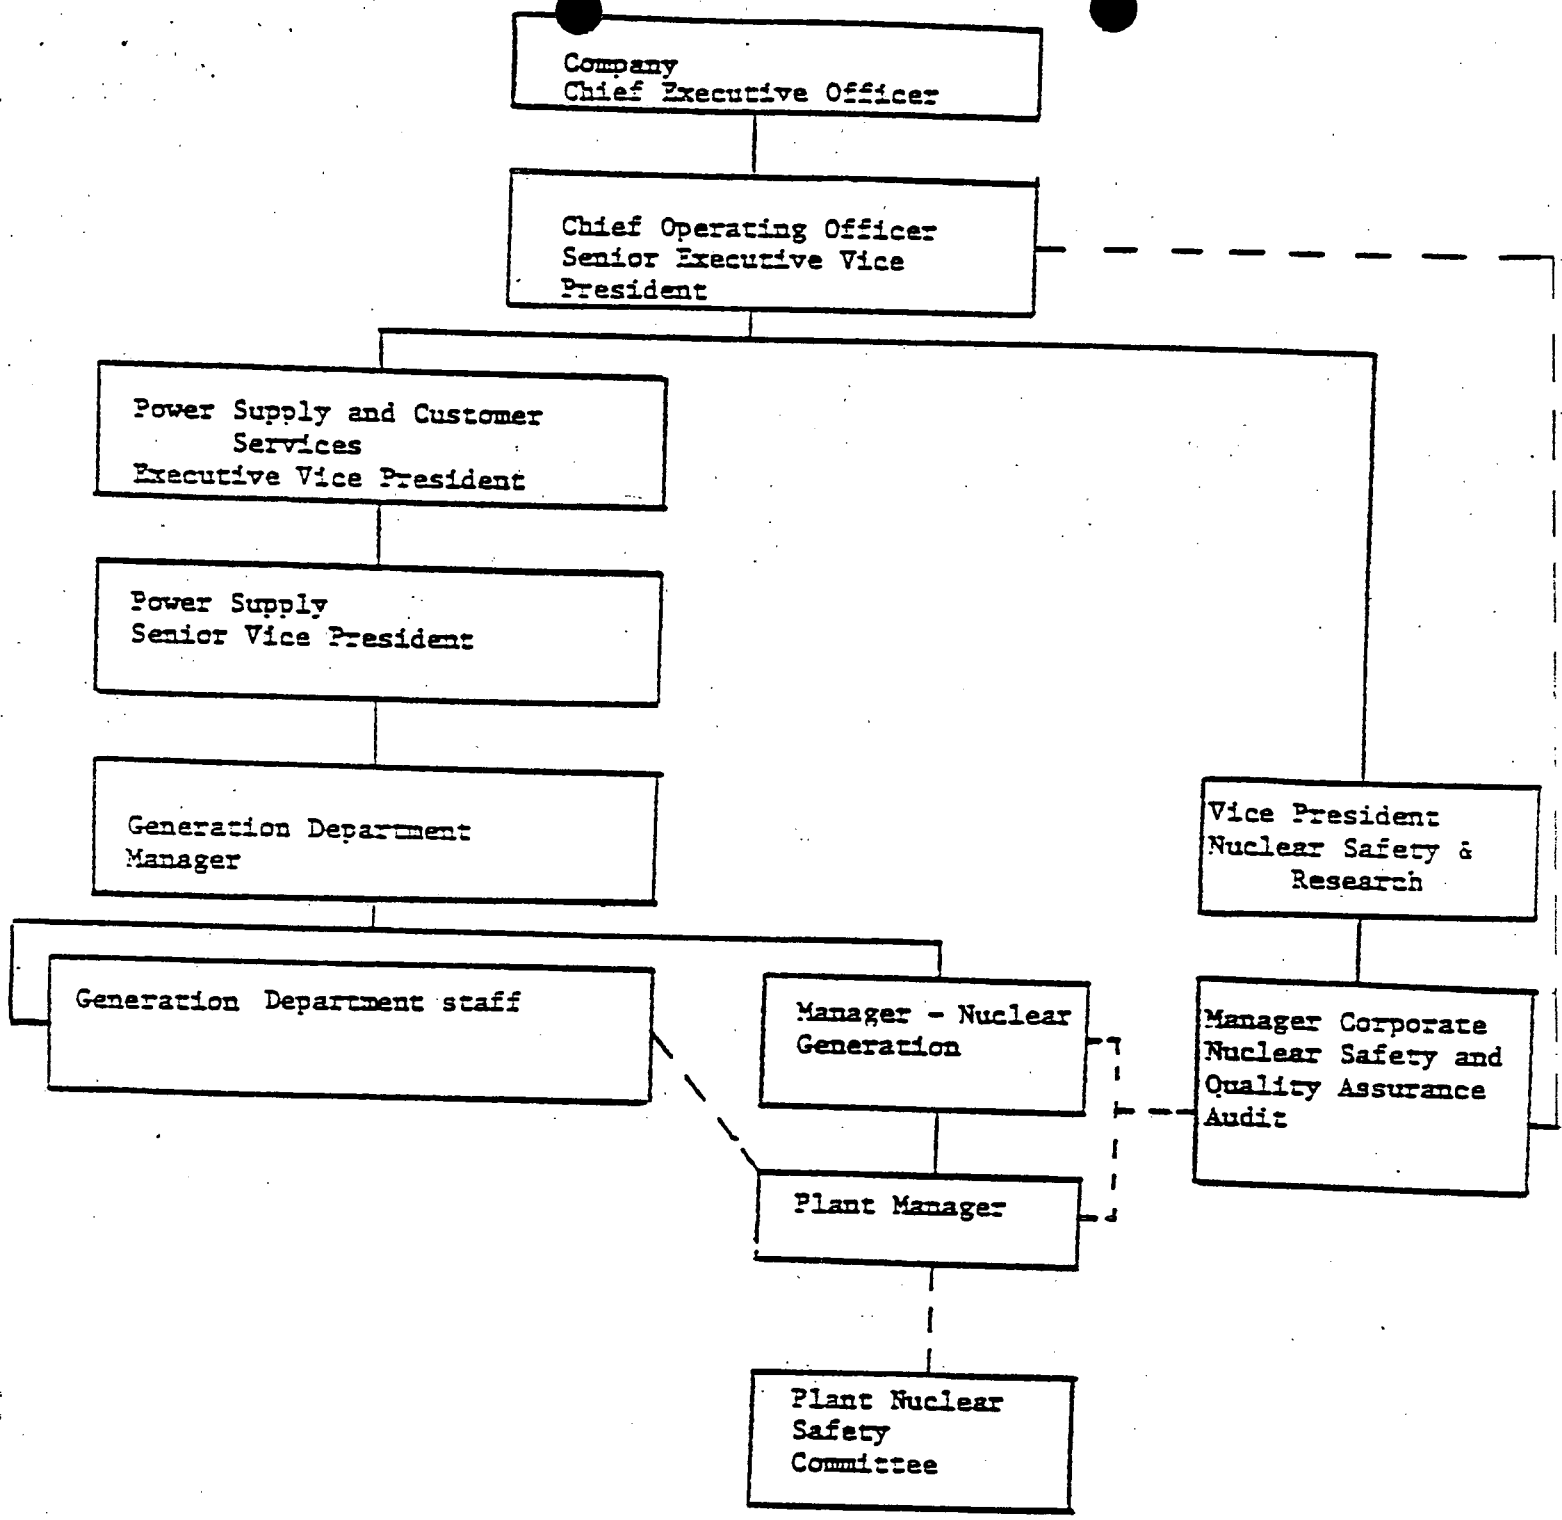 Company
Chief Executive Officer
Chief Operating Officer
Senior Executive Vice
President
Power Supply and Customer
Services
Executive Vice President
Power Supply
Senior Vice President
Generation Department
Manager
Vice President
Nuclear Safety &
Research
Generation Department staff
Manager - Nuclear
Generation
Manager Corporate
Nuclear Safety and
Quality Assurance
Audit
Plant Manager
Plant Nuclear
Safety
Committee